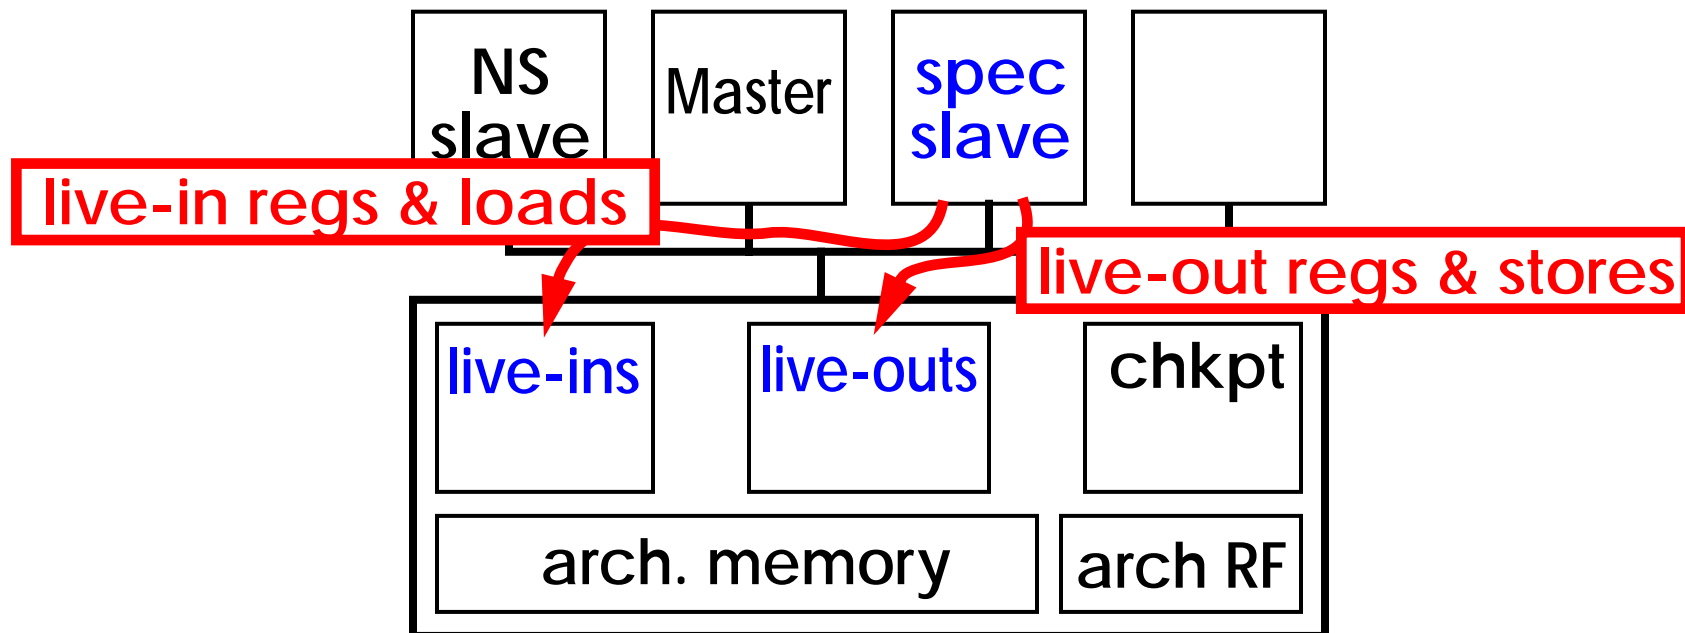 NS
slave
Master
spec
slave
live-in regs & loads
live-out regs & stores
live-ins
live-outs
chkpt
arch. memory
arch RF